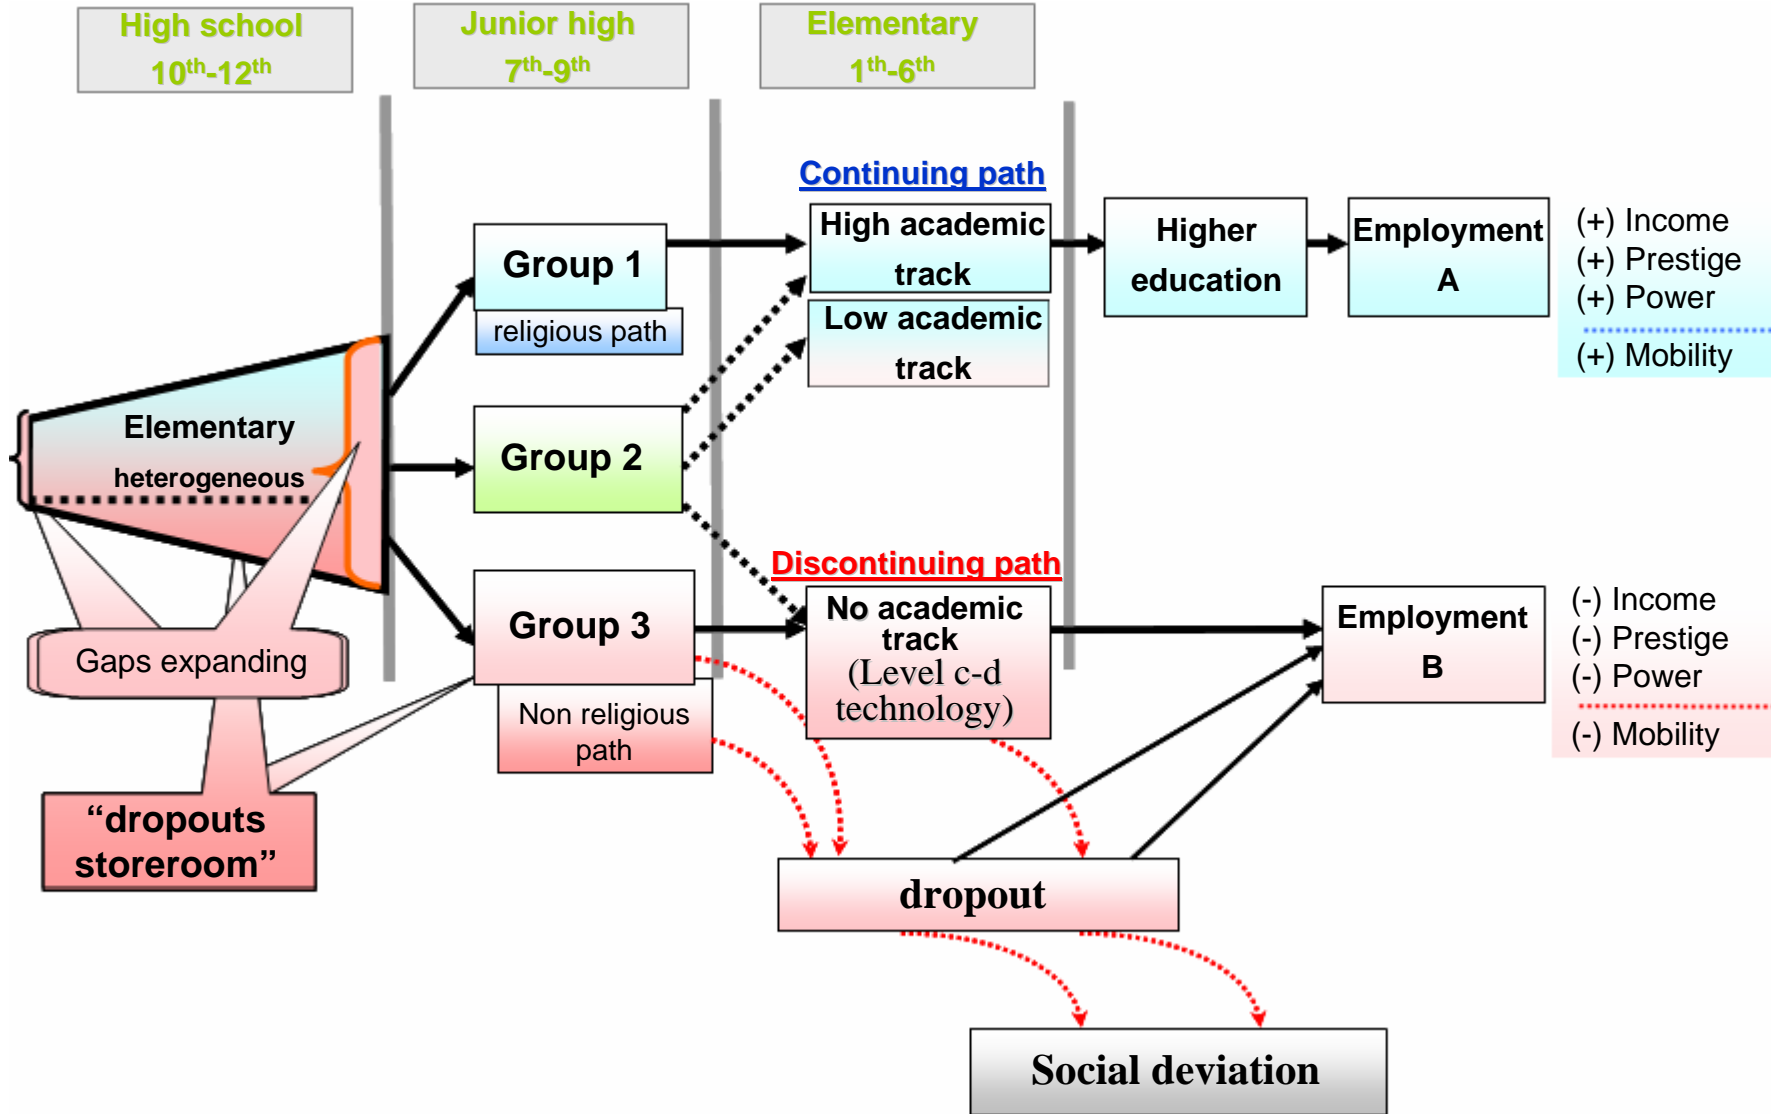 High school
10th-12th
Junior high
7th-9th
Elementary
1th-6th
Continuing path
High academic
track
Low academic
track
Higher
education
Employment
A
(+) Income
(+) Prestige
(+) Power
(+) Mobility
Group 1
religious path
Elementary
heterogeneous
Group 2
Discontinuing path
No academic
track
(Level c-d
technology)
Group 3
Non religious
path
Employment
B
(-) Income
(-) Prestige
(-) Power
(-) Mobility
Gaps expanding
“dropouts
storeroom”
dropout
Social deviation